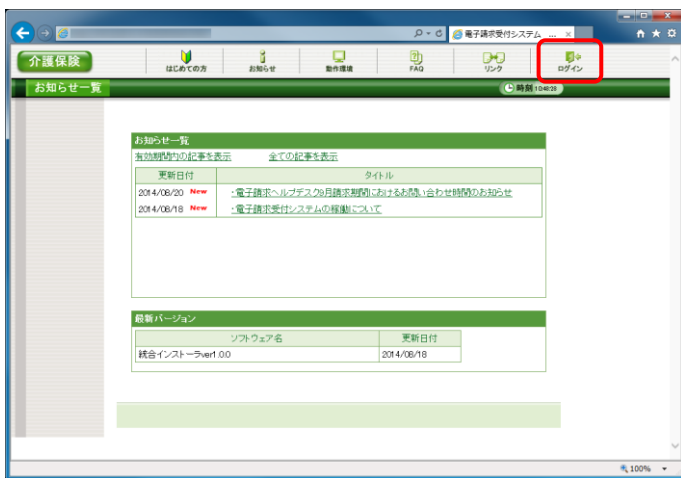 電子請求受付システム ...
介護保険
はじめての方
お知らせ
動作環境
FAQ
リンク
ログイン
お知らせ一覧
時刻 10:48:28
お知らせ一覧
有効期間内の記事を表示 全ての記事を表示
更新日付 タイトル
2014/08/20 New ・電子請求ヘルプデスク9月請求期間におけるお問い合わせ時間のお知らせ
2014/08/18 New ・電子請求受付システムの稼働について
最新バージョン
ソフトウェア名 更新日付
統合インストーラver1.0.0 2014/08/18
100%